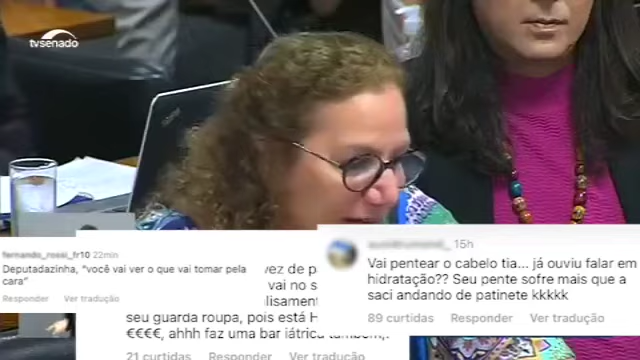 tvsenado
fernando_rossi_fr10 22min
Deputadazinha, "você vai ver o que vai tomar pela
cara"
Responder Ver tradução
vez de p
vai no s
lisament
seu guarda roupa, pois está H
€€€€, ahhh faz uma bar iátrica também,.
21 curtidas Responder Ver tradução
15h
Vai pentear o cabelo tia... já ouviu falar em
hidratação?? Seu pente sofre mais que a
saci andando de patinete kkkkk
89 curtidas Responder Ver tradução